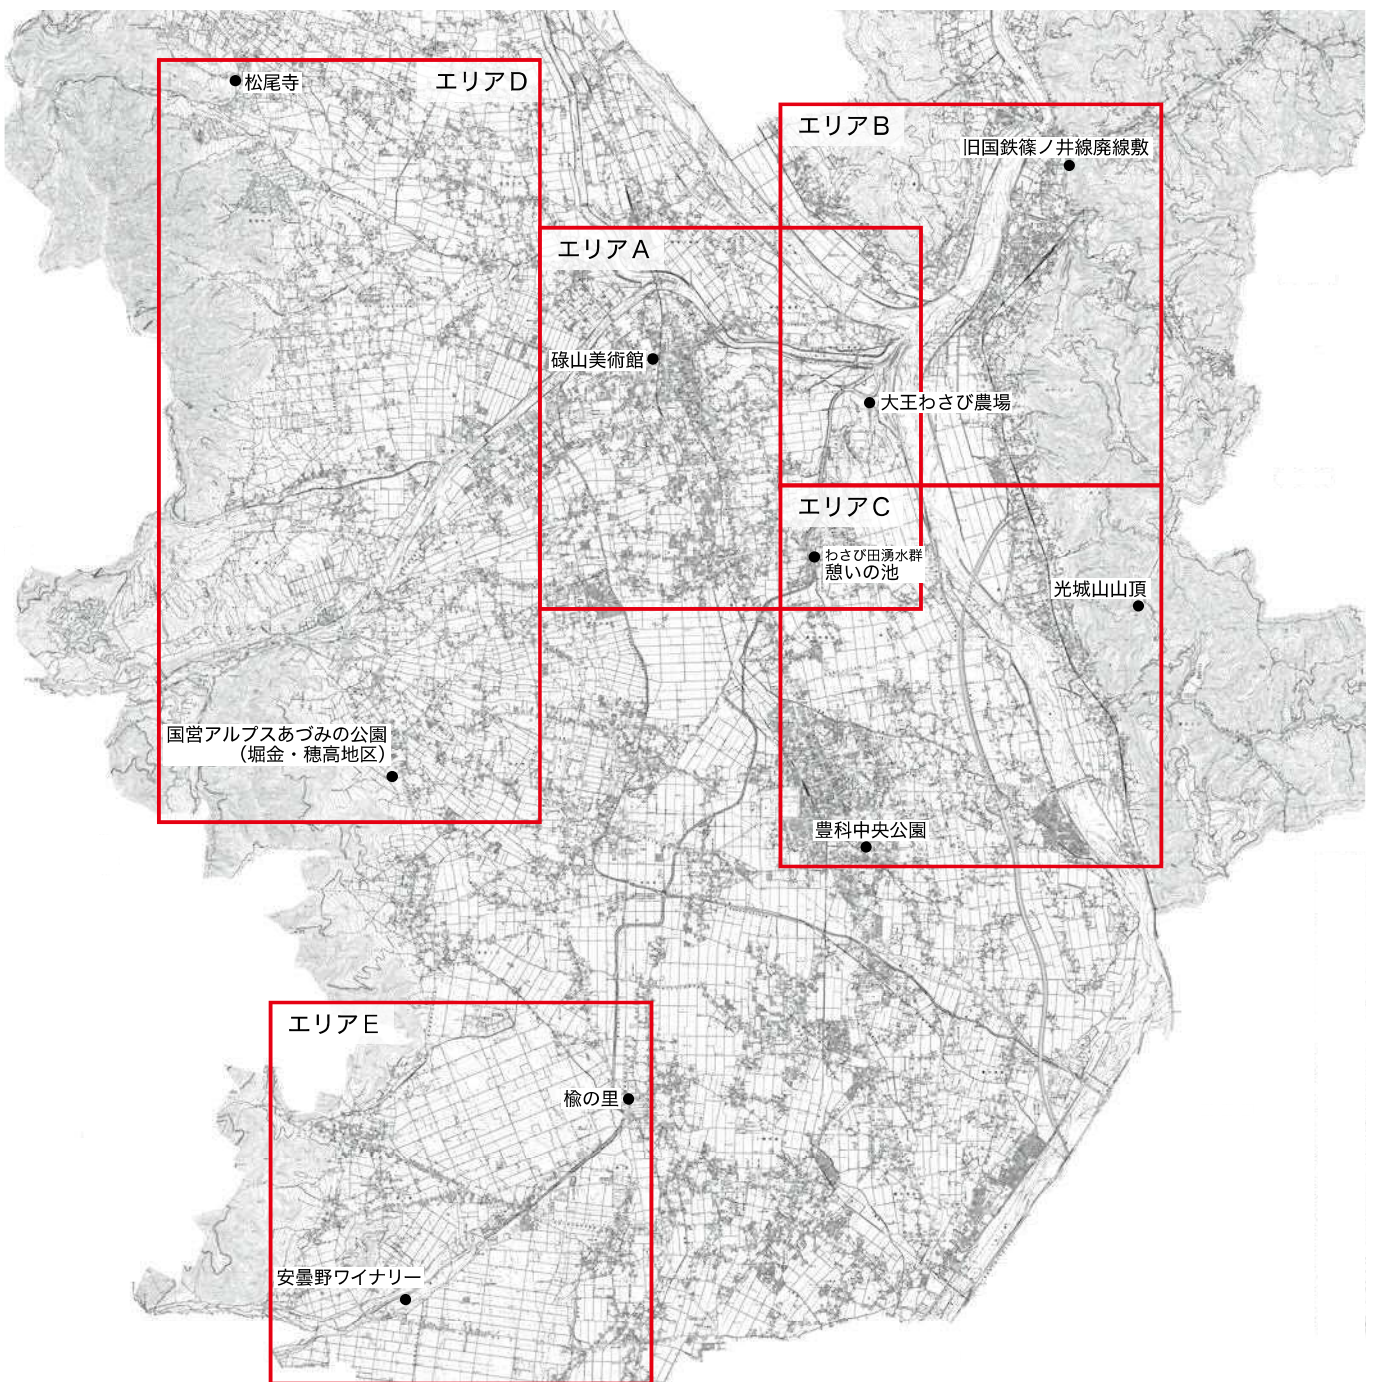 松尾寺
エリアD
エリアB
旧国鉄篠ノ井線廃線敷
エリアA
碌山美術館
大王わさび農場
エリアC
わさび田湧水群
憩いの池
光城山山頂
国営アルプスあづみの公園
（堀金・穂高地区）
豊科中央公園
エリアE
楡の里
安曇野ワイナリー